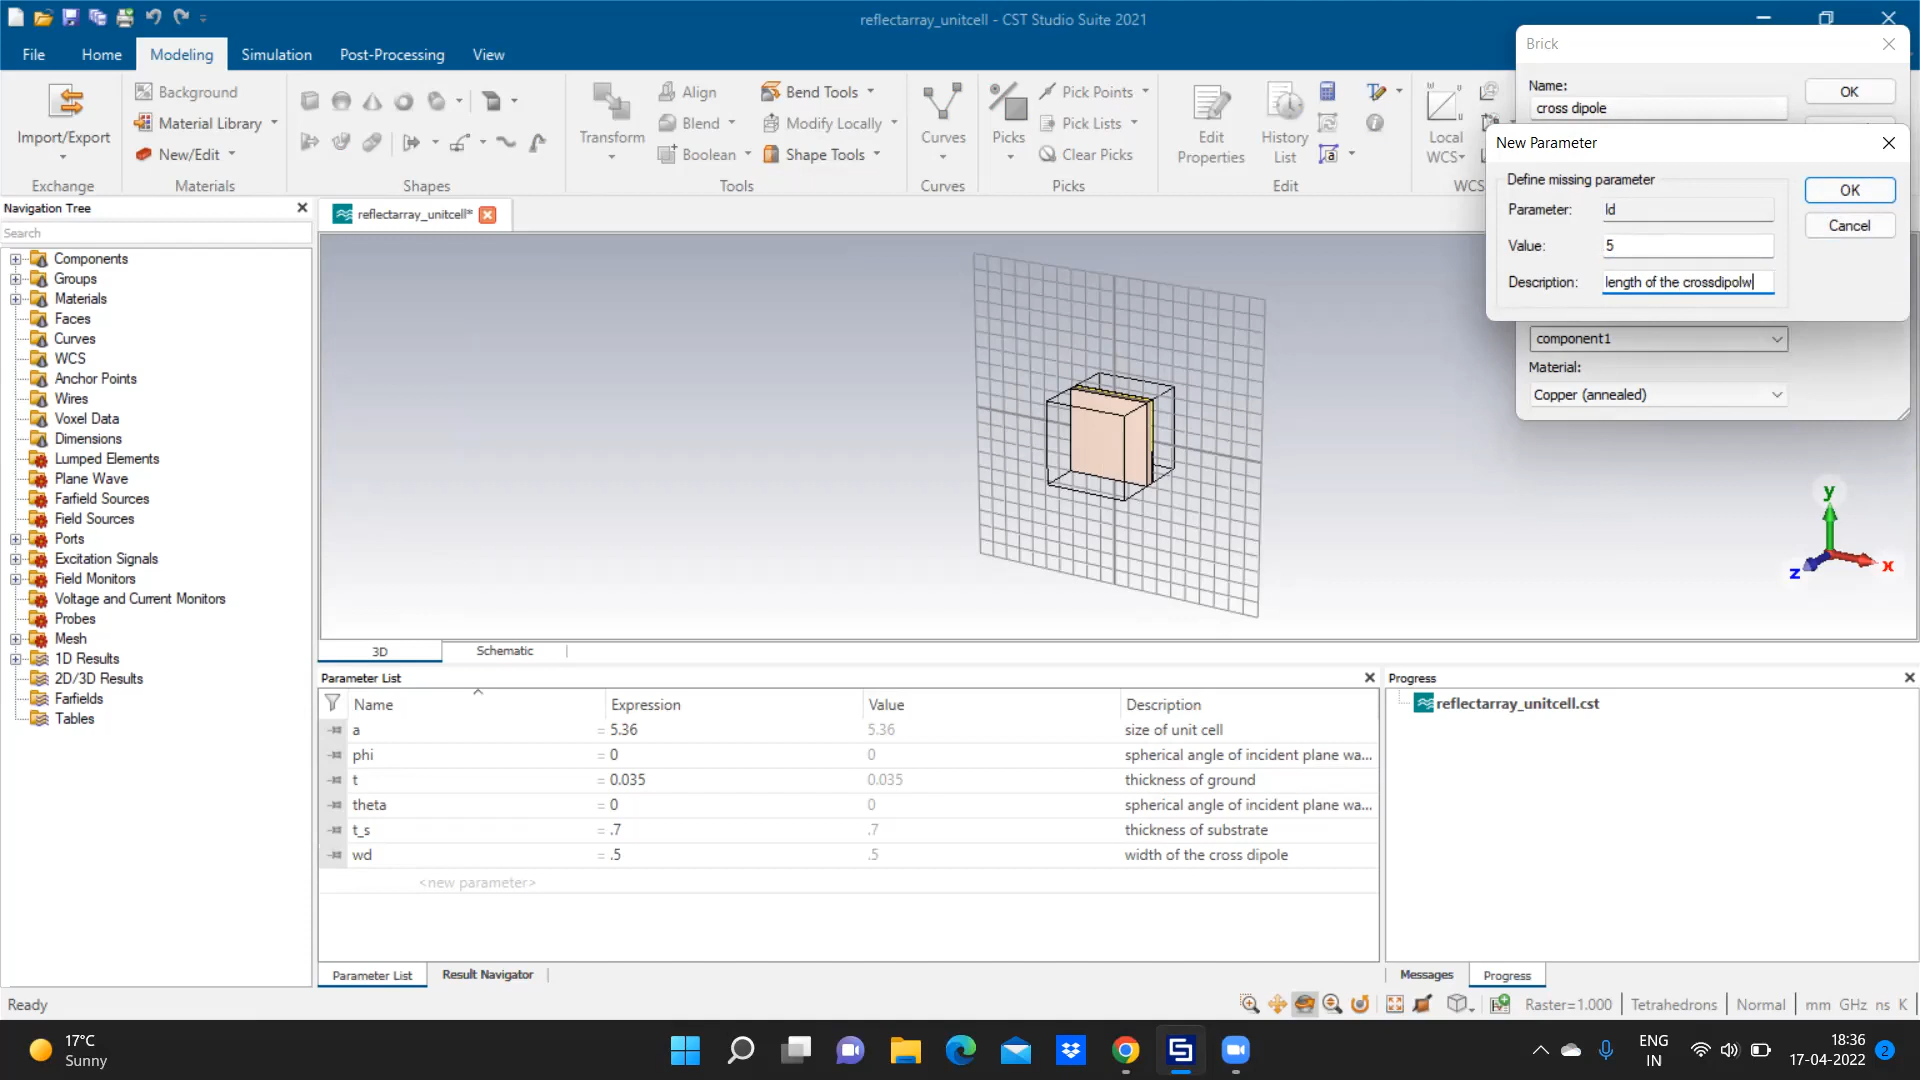 reflectarray_unitcell - CST Studio Suite 2021
File Home Modeling Simulation Post-Processing View
Import/Export
Exchange
Background
Material Library
New/Edit
Materials
Shapes
Transform
Align
Blend
Boolean
Bend Tools
Modify Locally
Shape Tools
Tools
Curves
Curves
Picks
Pick Points
Pick Lists
Clear Picks
Picks
Edit
Properties
History
List
Edit
Local
WCS
WCS
Brick
Name:
cross dipole
OK
New Parameter
Define missing parameter
Parameter: ld
Value: 5
Description: length of the crossdipolw
OK
Cancel
component1
Material:
Copper (annealed)
Navigation Tree
Search
Components
Groups
Materials
Faces
Curves
WCS
Anchor Points
Wires
Voxel Data
Dimensions
Lumped Elements
Plane Wave
Farfield Sources
Field Sources
Ports
Excitation Signals
Field Monitors
Voltage and Current Monitors
Probes
Mesh
1D Results
2D/3D Results
Farfields
Tables
reflectarray_unitcell*
y
z
x
3D Schematic
Parameter List
Name Expression Value Description
a = 5.36 5.36 size of unit cell
phi = 0 0 spherical angle of incident plane wa...
t = 0.035 0.035 thickness of ground
theta = 0 0 spherical angle of incident plane wa...
t_s = .7 .7 thickness of substrate
wd = .5 .5 width of the cross dipole
<new parameter>
Parameter List Result Navigator
Progress
reflectarray_unitcell.cst
Messages Progress
Ready
Raster=1.000 Tetrahedrons Normal mm GHz ns K
17°C
Sunny
ENG
IN
18:36
17-04-2022
2